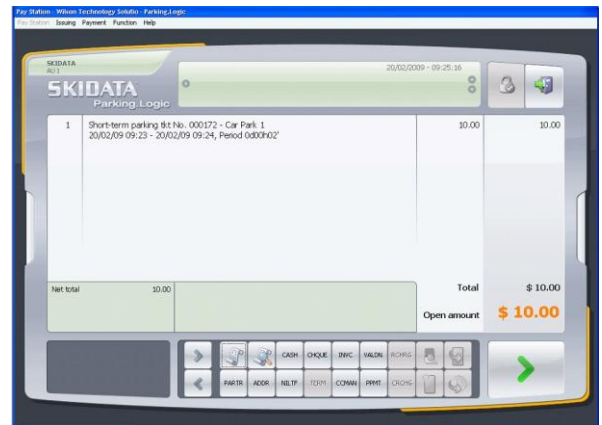 Pay Station - Wilson Technology Solutio - Parking.Logic
Pay Station Issuing Payment Function Help
SKIDATA
AU 1
20/02/2009 - 09:25:16
SKIDATA
Parking.Logic
1 Short-term parking tkt No. 000172 - Car Park 1 10.00 10.00
20/02/09 09:23 - 20/02/09 09:24, Period 0d00h02'
Net total 10.00
Total $ 10.00
Open amount $ 10.00
CASH CHQUE INVC VALDN RCHRG
PARTR ADDR NILTF TERM CCMAN PPMT CRCHG